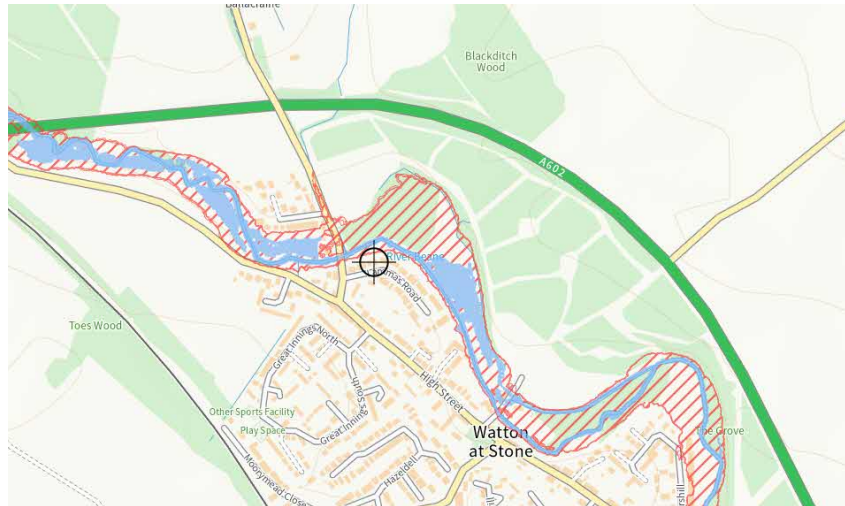 Blackditch
Wood
A602
River Beane
Road
Toes Wood
Great Innings North
Other Sports Facility
Play Space
Great Innings South
High Street
Watton
at Stone
The Grove
Hazeldell
Moorymead Close